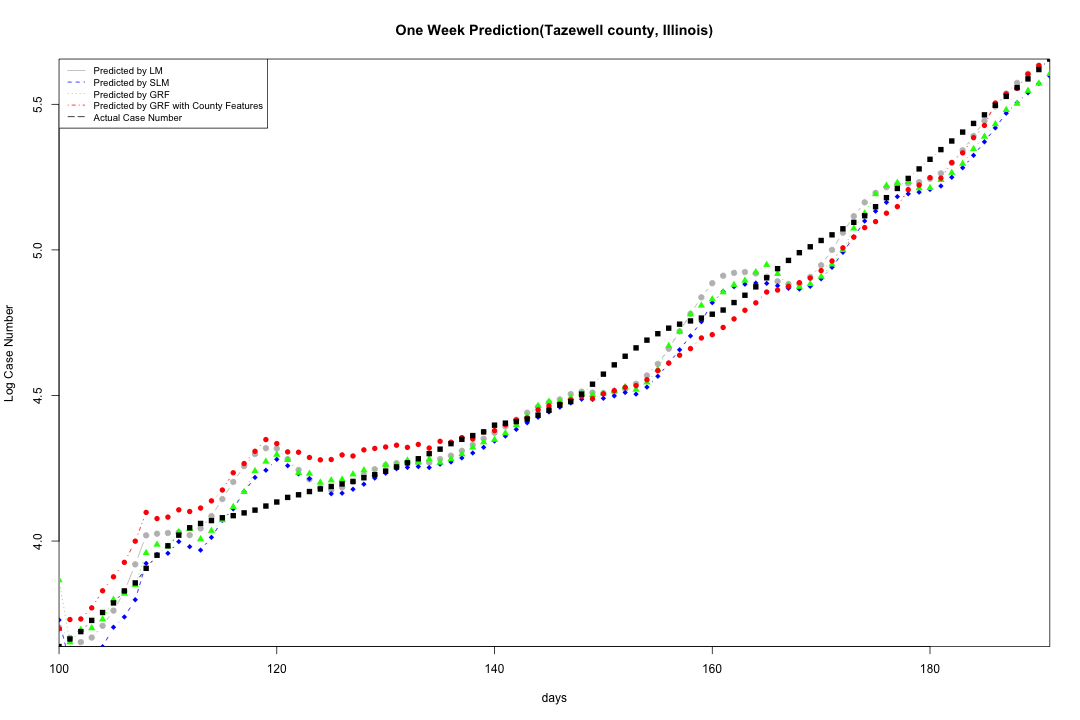 One Week Prediction(Tazewell county, Illinois)
Predicted by LM
Predicted by SLM
Predicted by GRF
Predicted by GRF with County Features
Actual Case Number
5.5
5.0
4.5
4.0
Log Case Number
100 120 140 160 180
days